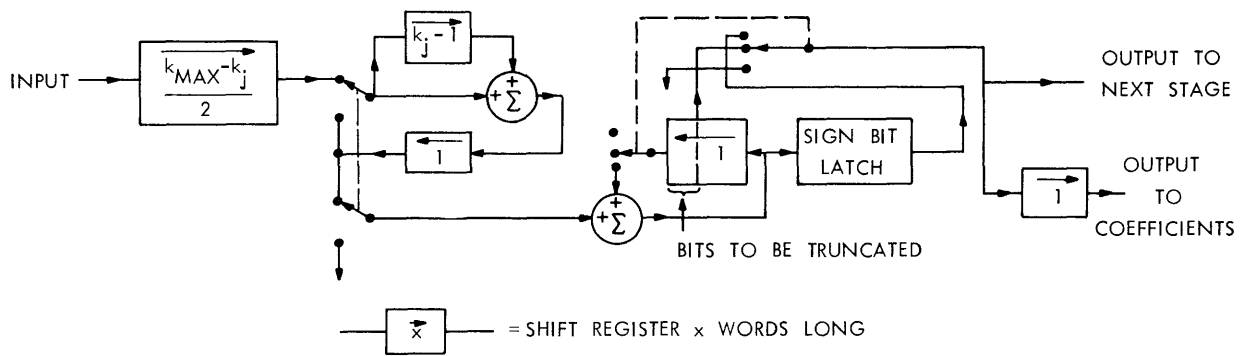 INPUT
k_MAX - k_j
2
k_j - 1
+
+ Σ
1
+
+ Σ
1
SIGN BIT
LATCH
BITS TO BE TRUNCATED
OUTPUT TO
NEXT STAGE
1
OUTPUT
TO
COEFFICIENTS
x = SHIFT REGISTER x WORDS LONG